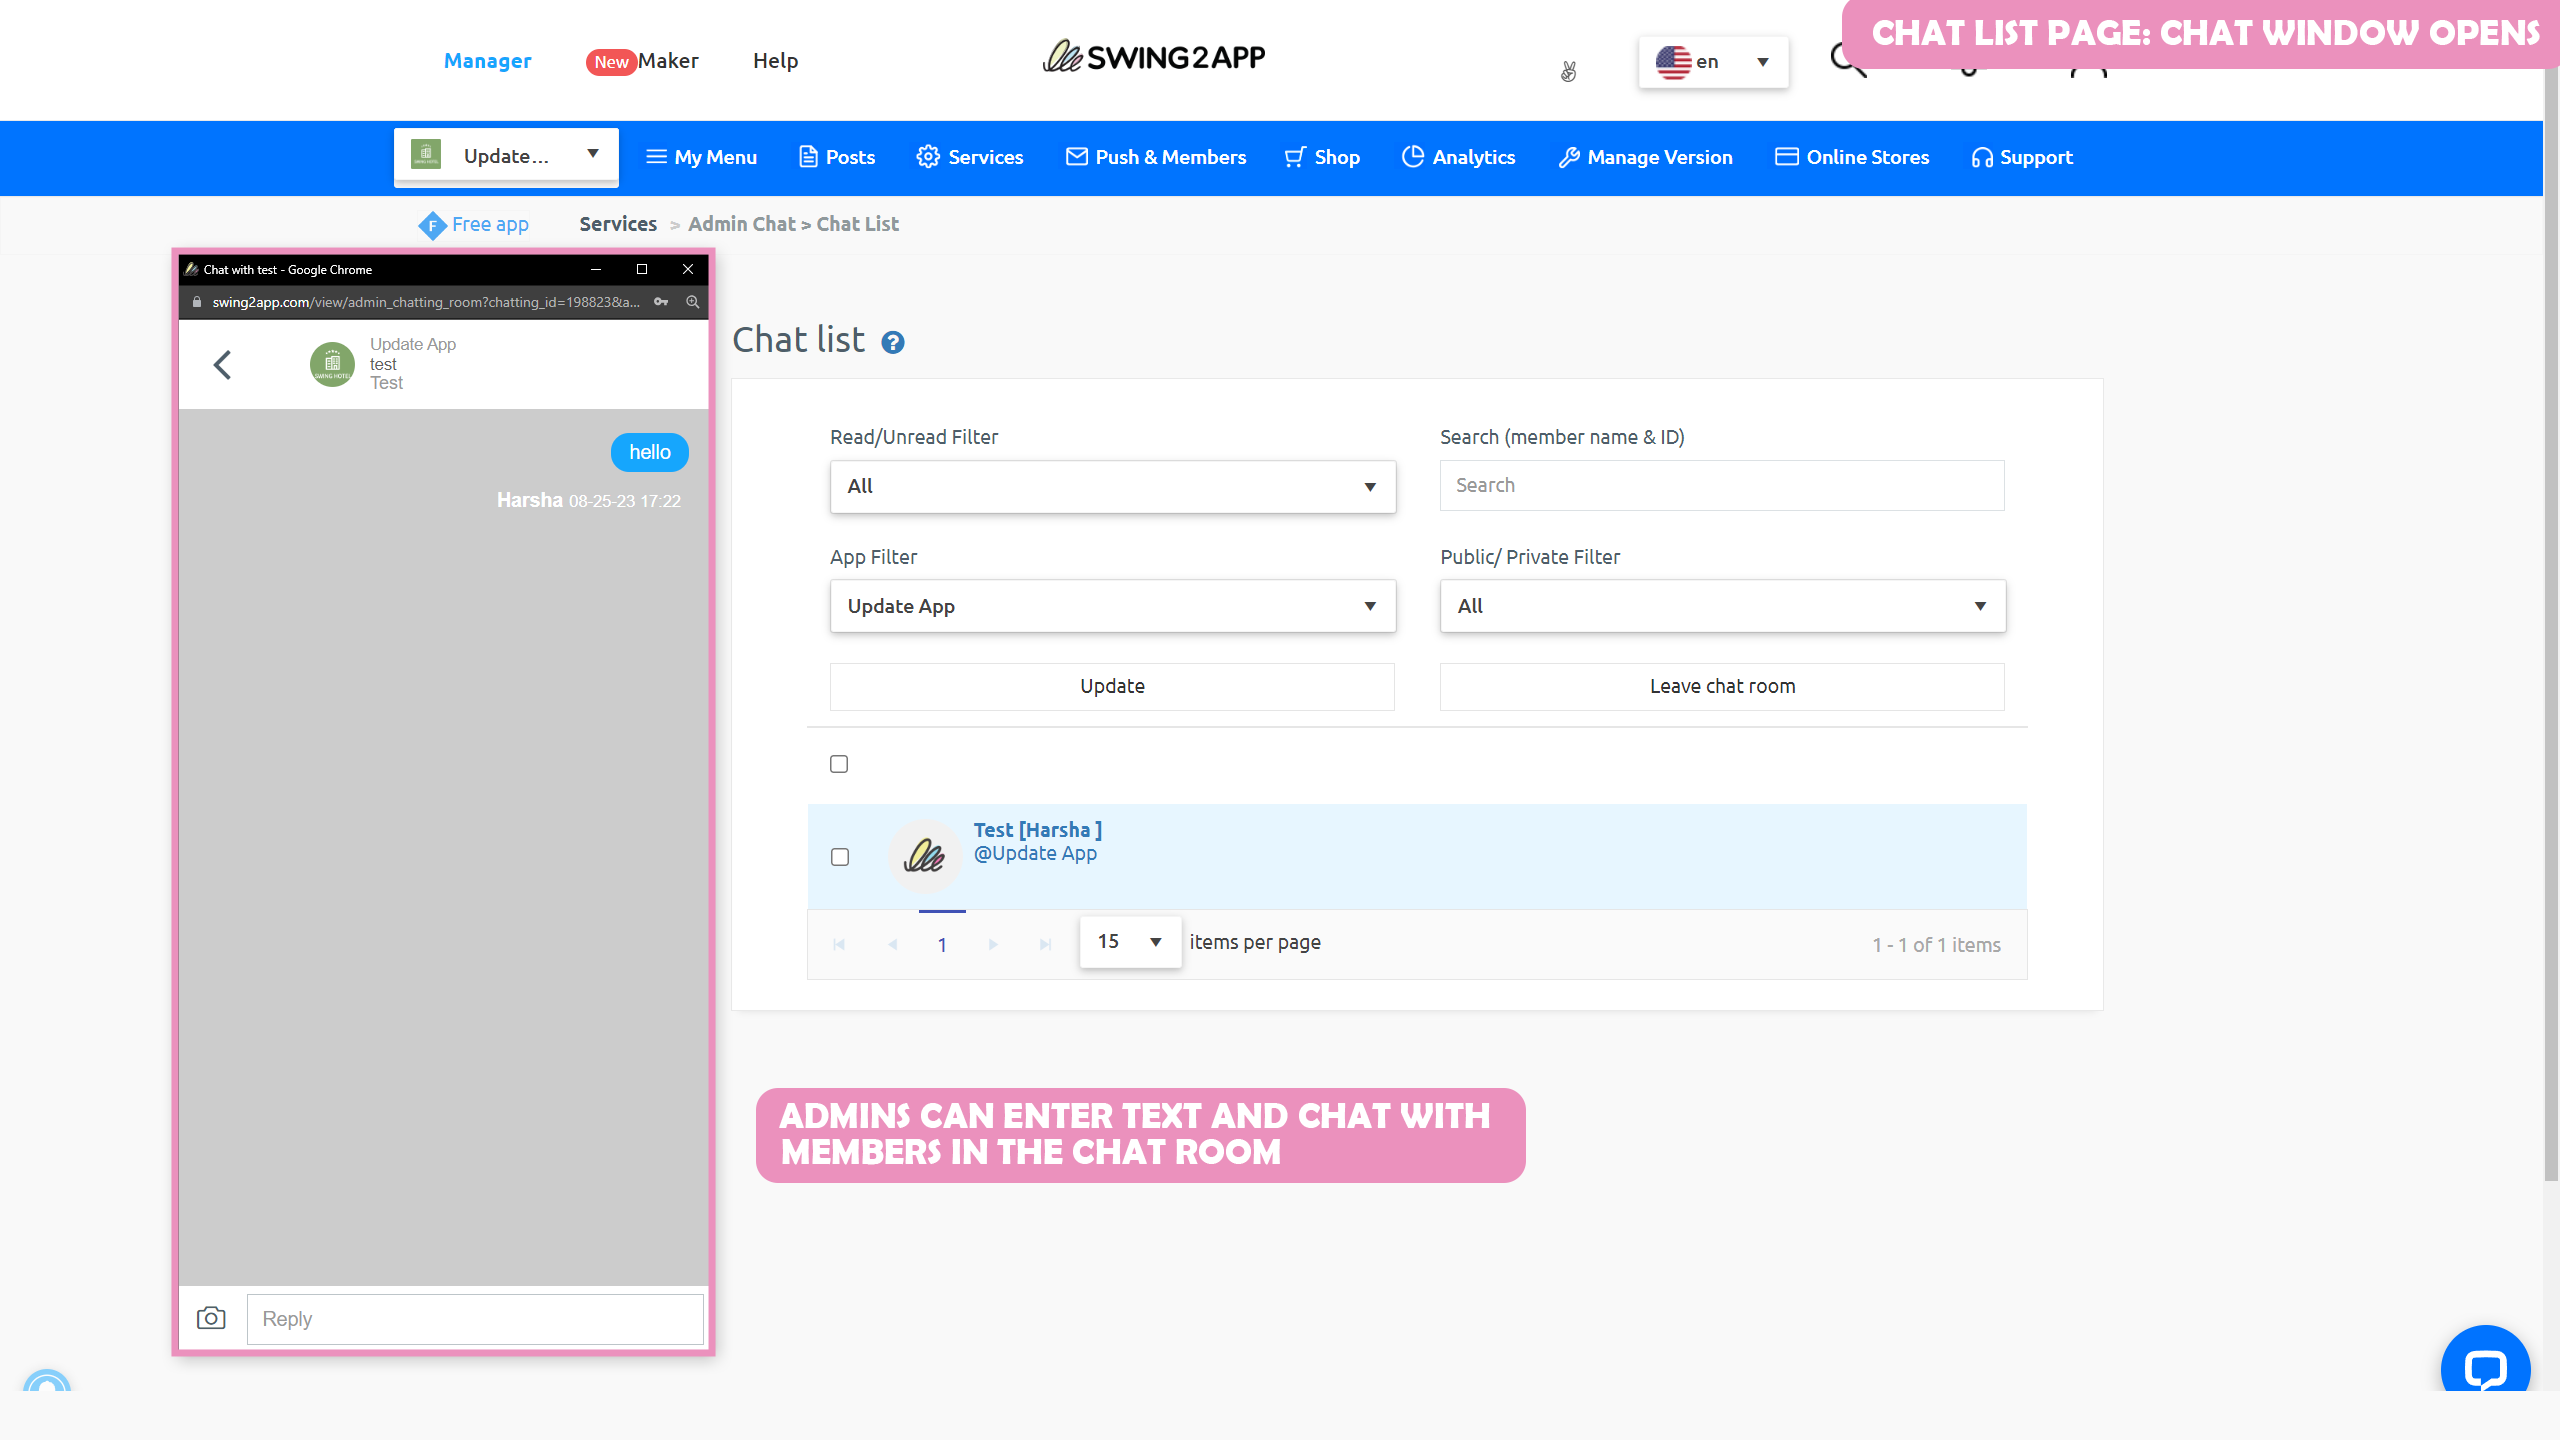 CHAT LIST PAGE: CHAT WINDOW OPENS
Manager
New Maker
Help
SWING2APP
en
Update...
My Menu
Posts
Services
Push & Members
Shop
Analytics
Manage Version
Online Stores
Support
F Free app
Services > Admin Chat > Chat List
Chat with test - Google Chrome
swing2app.com/view/admin_chatting_room?chatting_id=198823&a...
Update App
test
Test
SWING HOTEL
hello
Harsha 08-25-23 17:22
Reply
Chat list ?
Read/Unread Filter
All
Search (member name & ID)
Search
App Filter
Update App
Public/ Private Filter
All
Update
Leave chat room
Test [Harsha ]
@Update App
1
15
items per page
1 - 1 of 1 items
ADMINS CAN ENTER TEXT AND CHAT WITH
MEMBERS IN THE CHAT ROOM